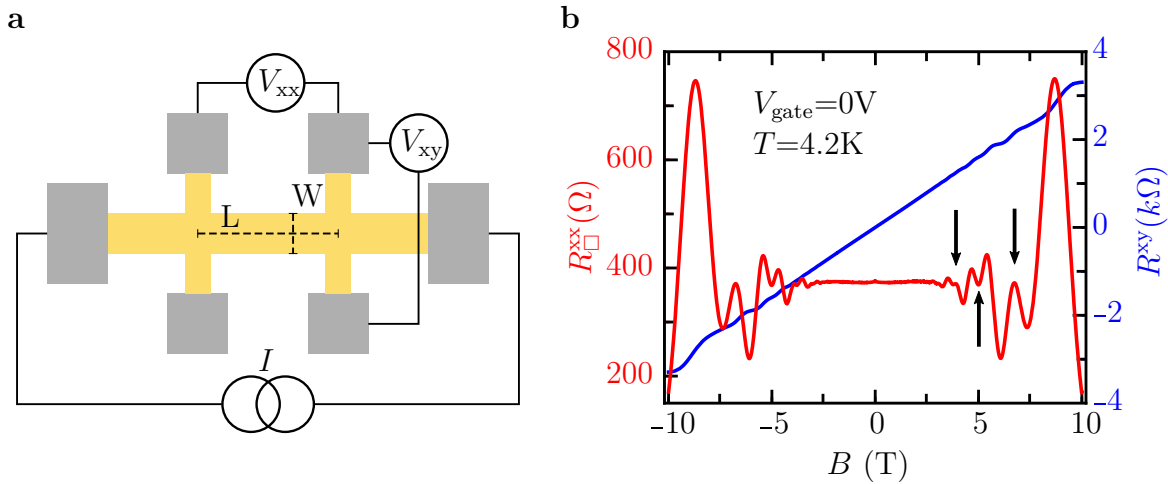 a
V_xx
V_xy
W
L
I
b
800
600
400
200
R_□^xx(Ω)
V_gate=0V
T=4.2K
4
2
0
−2
−4
R^xy(kΩ)
−10 −5 0 5 10
B (T)